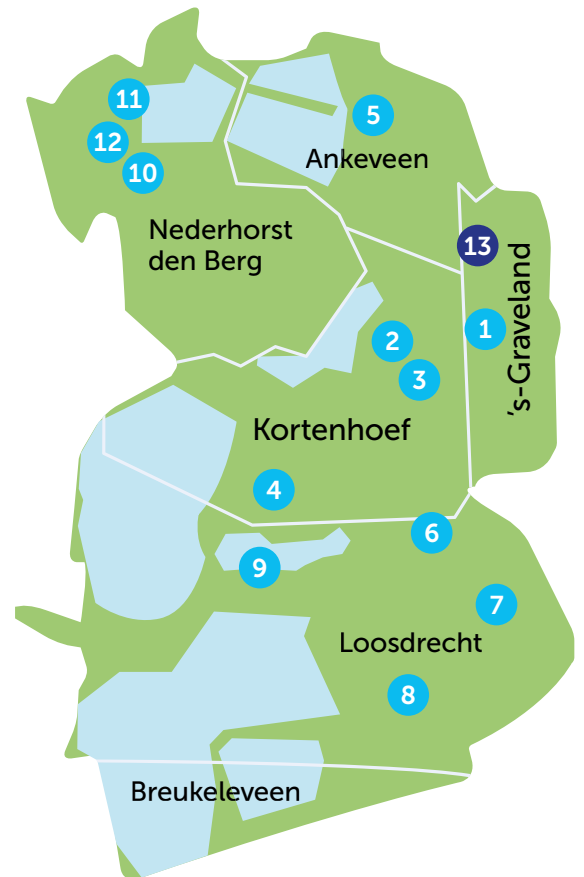 11
5
12
Ankeveen
10
Nederhorst
den Berg
13
's-Graveland
1
2
3
Kortenhoef
4
6
9
7
Loosdrecht
8
Breukeleveen